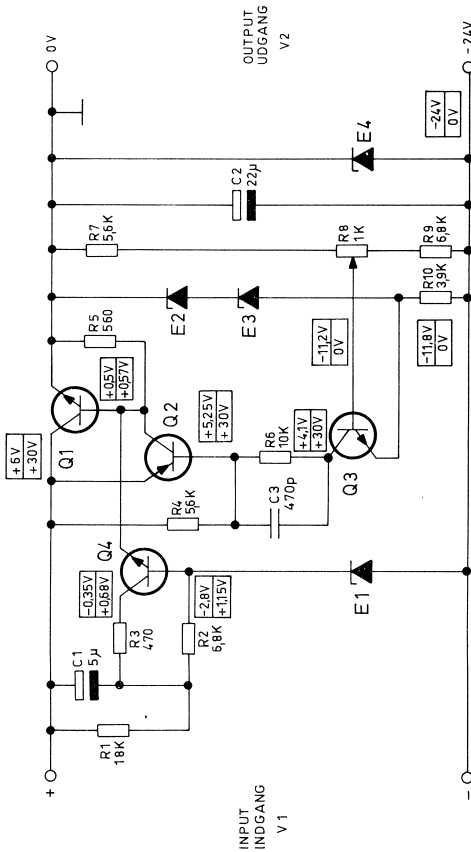 INPUT
INDGANG
V1
+
−
R1
18K
C1
5µ
R3
470
R2
6,8K
Q4
-0,35V
+0,68V
-2,8V
+1,15V
E1
+6V
+30V
Q1
R4
5,6K
C3
470p
Q2
+0,5V
+0,57V
+5,25V
+30V
R5
560
R6
10K
+4,1V
+30V
Q3
E2
E3
-11,2V
0V
-11,8V
0V
R7
5,6K
R8
1K
R10
3,9K
R9
6,8K
C2
22µ
E4
-24V
0V
0V
OUTPUT
UDGANG
V2
-24V